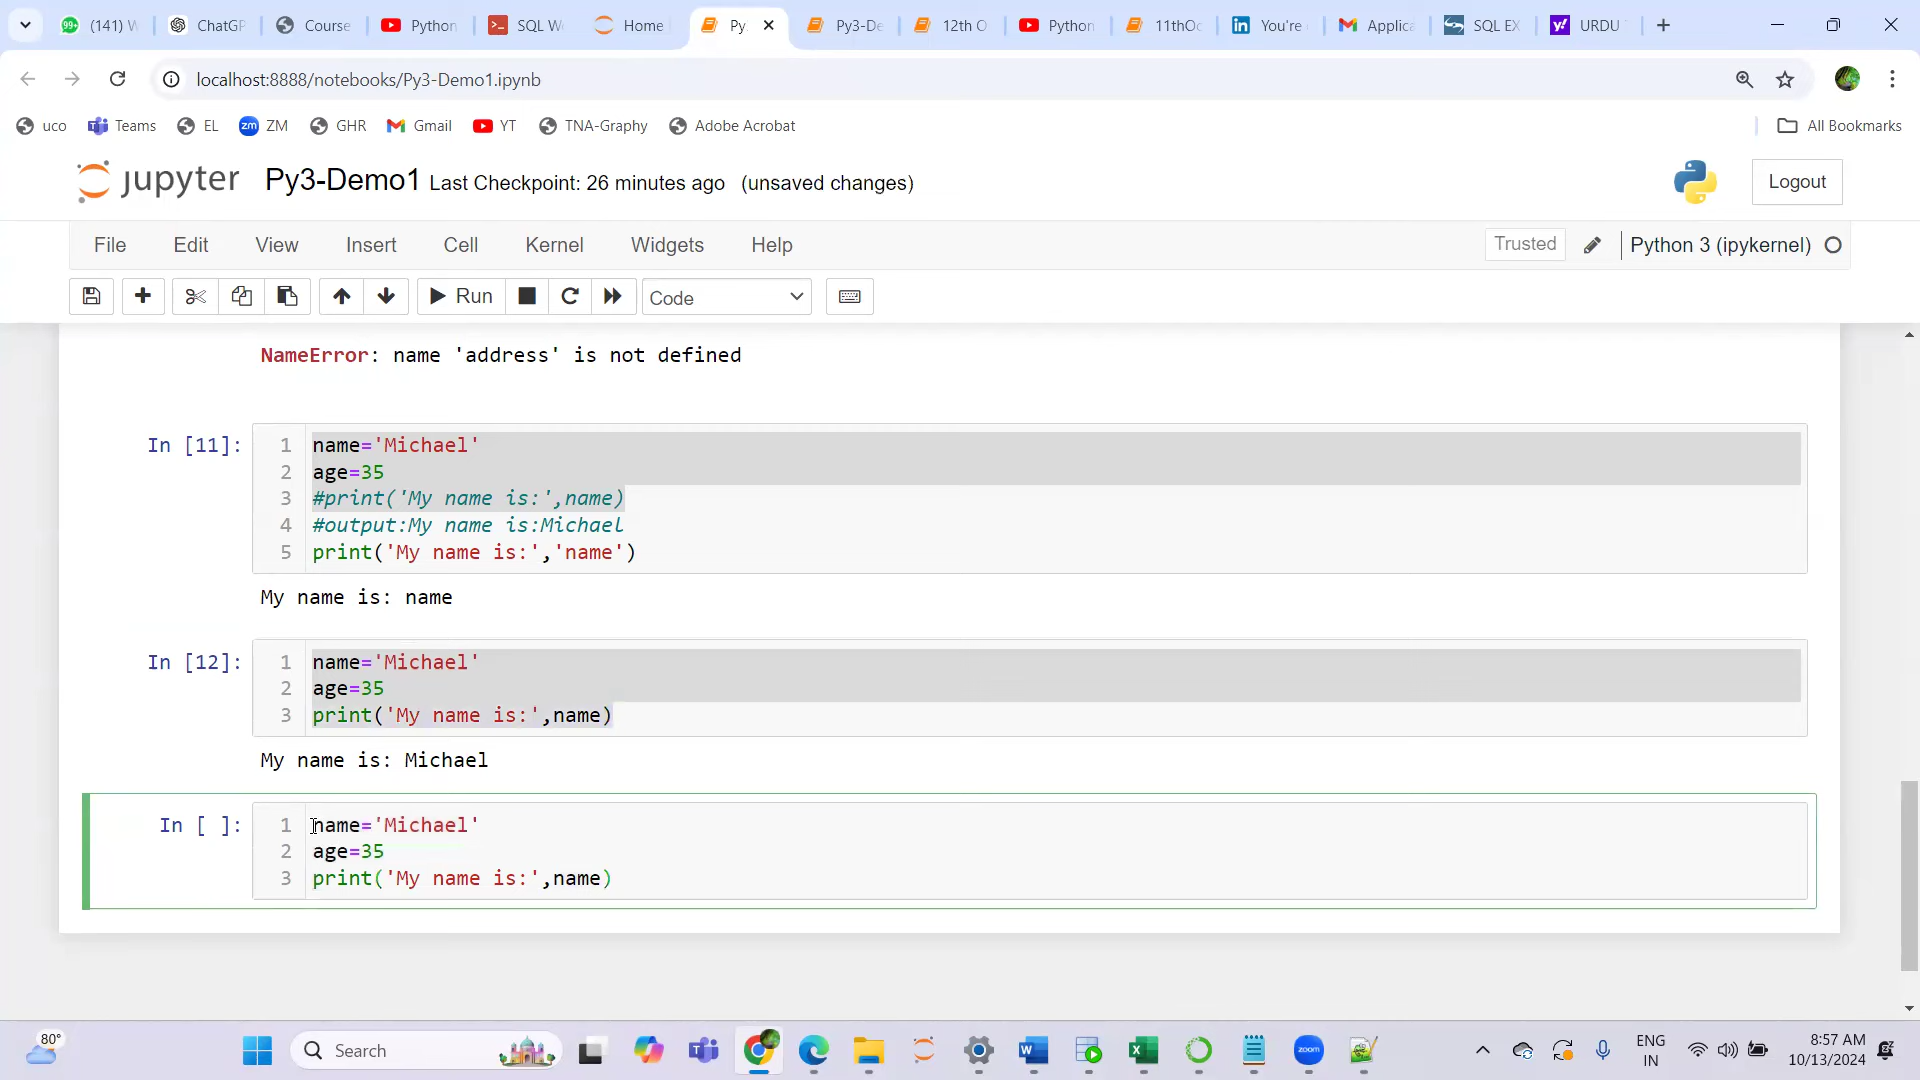 (141) W
ChatGP
Course
Python
SQL W
Home
Py
Py3-De
12th O
Python
11thOc
You're
Applica
SQL EX
URDU
localhost:8888/notebooks/Py3-Demo1.ipynb
uco
Teams
EL
ZM
GHR
Gmail
YT
TNA-Graphy
Adobe Acrobat
All Bookmarks
jupyter Py3-Demo1 Last Checkpoint: 26 minutes ago (unsaved changes)
Logout
File Edit View Insert Cell Kernel Widgets Help
Trusted
Python 3 (ipykernel)
Run
Code
NameError: name 'address' is not defined
In [11]:
1 name='Michael'
2 age=35
3 #print('My name is:',name)
4 #output:My name is:Michael
5 print('My name is:','name')
My name is: name
In [12]:
1 name='Michael'
2 age=35
3 print('My name is:',name)
My name is: Michael
In [ ]:
1 name='Michael'
2 age=35
3 print('My name is:',name)
80°
Search
zoom
ENG
IN
8:57 AM
10/13/2024